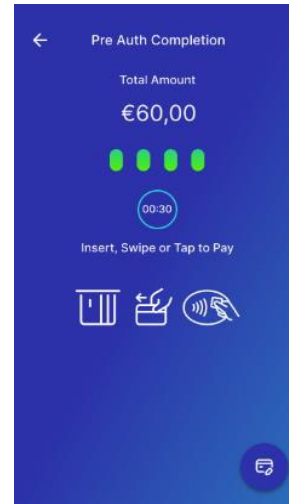 Pre Auth Completion
Total Amount
€60,00
00:30
Insert, Swipe or Tap to Pay